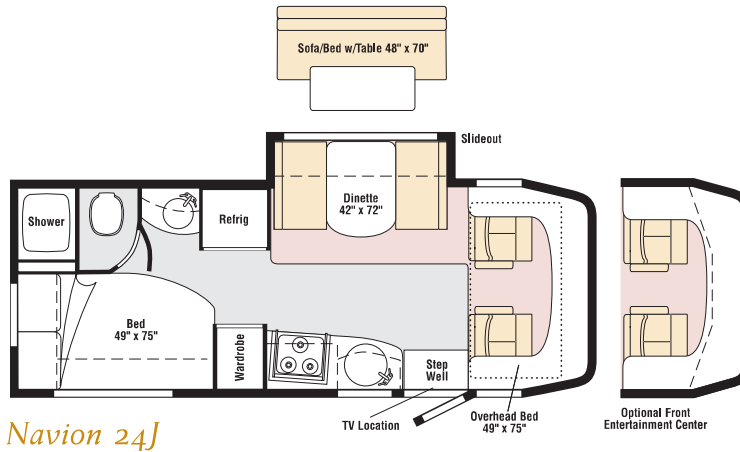 Sofa/Bed w/Table 48" x 70"
Slideout
Dinette
42" x 72"
Shower
Refrig
Bed
49" x 75"
Wardrobe
Step
Well
TV Location
Overhead Bed
49" x 75"
Optional Front
Entertainment Center
Navion 24J